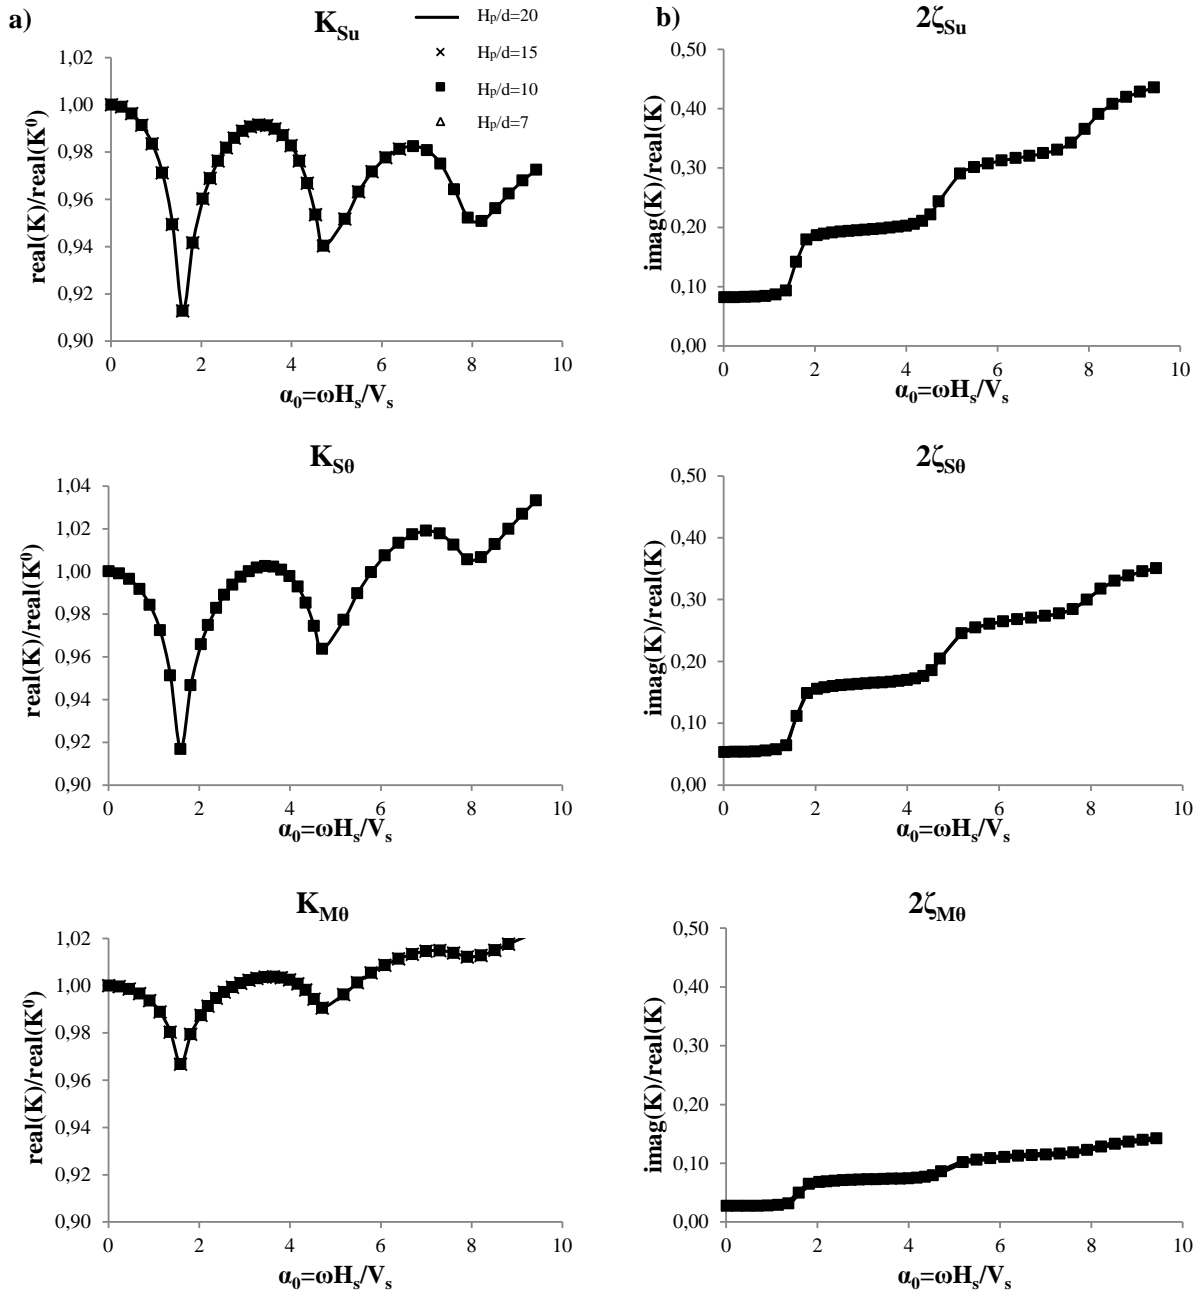 a)
K_Su
H_P/d=20
H_P/d=15
H_P/d=10
H_P/d=7
real(K)/real(K⁰)
1,02
1,00
0,98
0,96
0,94
0,92
0,90
0 2 4 6 8 10
α₀=ωH_s/V_s
b)
2ζ_Su
imag(K)/real(K)
0,50
0,40
0,30
0,20
0,10
0,00
0 2 4 6 8 10
α₀=ωH_s/V_s
K_Sθ
real(K)/real(K⁰)
1,04
1,02
1,00
0,98
0,96
0,94
0,92
0,90
0 2 4 6 8 10
α₀=ωH_s/V_s
2ζ_Sθ
imag(K)/real(K)
0,50
0,40
0,30
0,20
0,10
0,00
0 2 4 6 8 10
α₀=ωH_s/V_s
K_Mθ
real(K)/real(K⁰)
1,02
1,00
0,98
0,96
0,94
0,92
0,90
0 2 4 6 8 10
α₀=ωH_s/V_s
2ζ_Mθ
imag(K)/real(K)
0,50
0,40
0,30
0,20
0,10
0,00
0 2 4 6 8 10
α₀=ωH_s/V_s